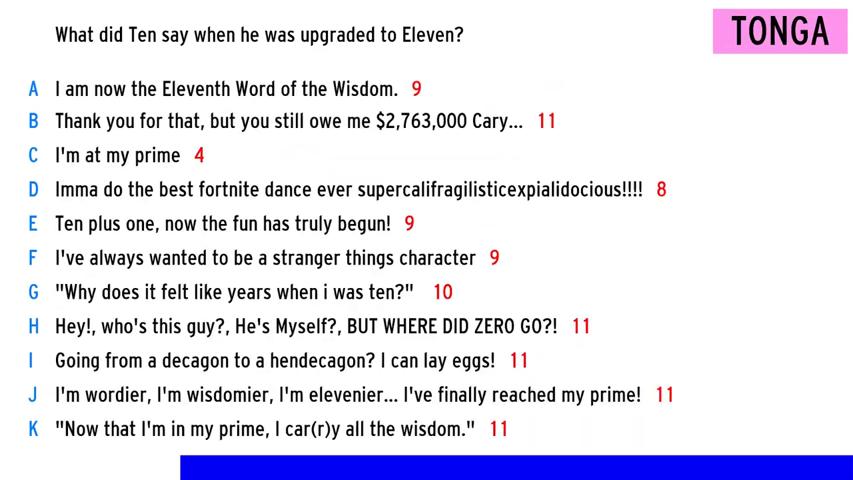 What did Ten say when he was upgraded to Eleven?
TONGA
A I am now the Eleventh Word of the Wisdom. 9
B Thank you for that, but you still owe me $2,763,000 Cary... 11
C I'm at my prime 4
D Imma do the best fortnite dance ever supercalifragilisticexpialidocious!!!! 8
E Ten plus one, now the fun has truly begun! 9
F I've always wanted to be a stranger things character 9
G "Why does it felt like years when i was ten?" 10
H Hey!, who's this guy?, He's Myself?, BUT WHERE DID ZERO GO?! 11
I Going from a decagon to a hendecagon? I can lay eggs! 11
J I'm wordier, I'm wisdomier, I'm elevenier... I've finally reached my prime! 11
K "Now that I'm in my prime, I car(r)y all the wisdom." 11